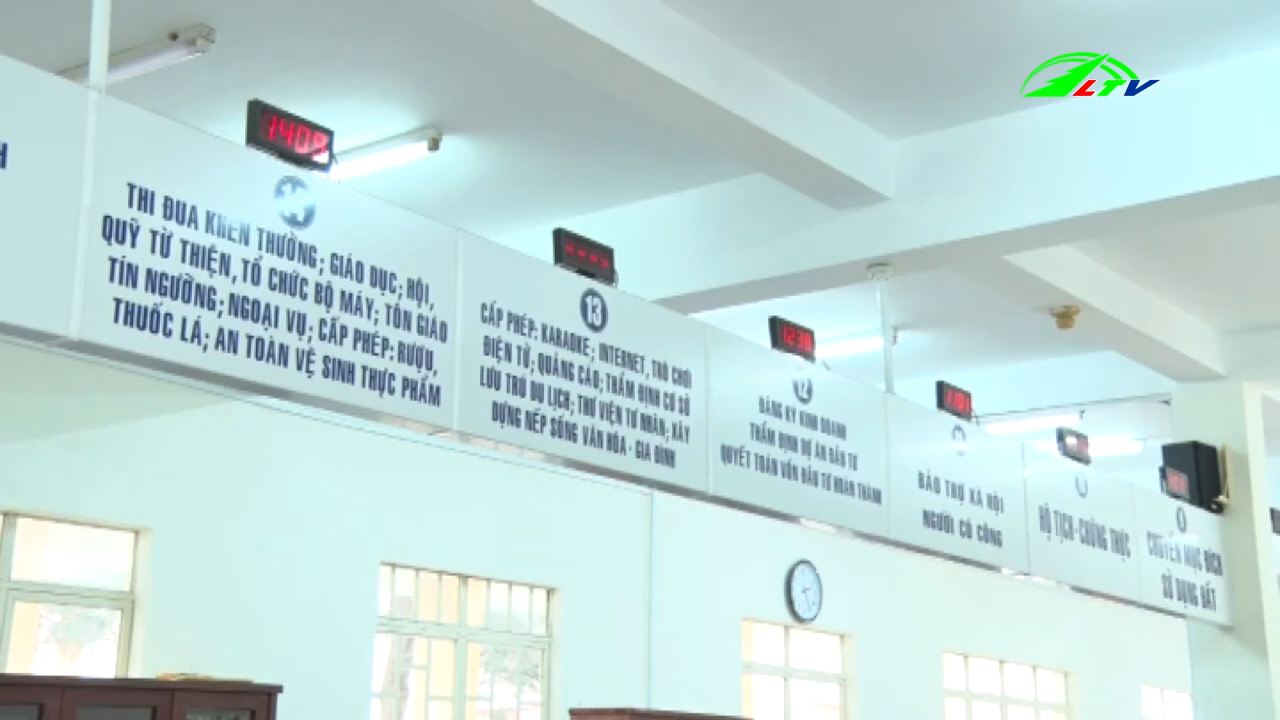 LTV
H
THI ĐUA KHEN THƯỞNG; GIÁO DỤC; HỘI,
QUỸ TỪ THIỆN, TỔ CHỨC BỘ MÁY; TÔN GIÁO
TÍN NGƯỠNG; NGOẠI VỤ; CẤP PHÉP: RƯỢU,
THUỐC LÁ; AN TOÀN VỆ SINH THỰC PHẨM
13
CẤP PHÉP: KARAOKE; INTERNET, TRÒ CHƠI
ĐIỆN TỬ; QUẢNG CÁO; THẨM ĐỊNH CƠ SỞ
LƯU TRÚ DU LỊCH; THƯ VIỆN TƯ NHÂN; XÂY
DỰNG NẾP SỐNG VĂN HÓA - GIA ĐÌNH
12
ĐĂNG KÝ KINH DOANH
THẨM ĐỊNH DỰ ÁN ĐẦU TƯ
QUYẾT TOÁN VỐN ĐẦU TƯ HOÀN THÀNH
BẢO TRỢ XÃ HỘI
NGƯỜI CÓ CÔNG
HỘ TỊCH-CHỨNG THỰC
CHUYỂN MỤC ĐÍCH
SỬ DỤNG ĐẤT